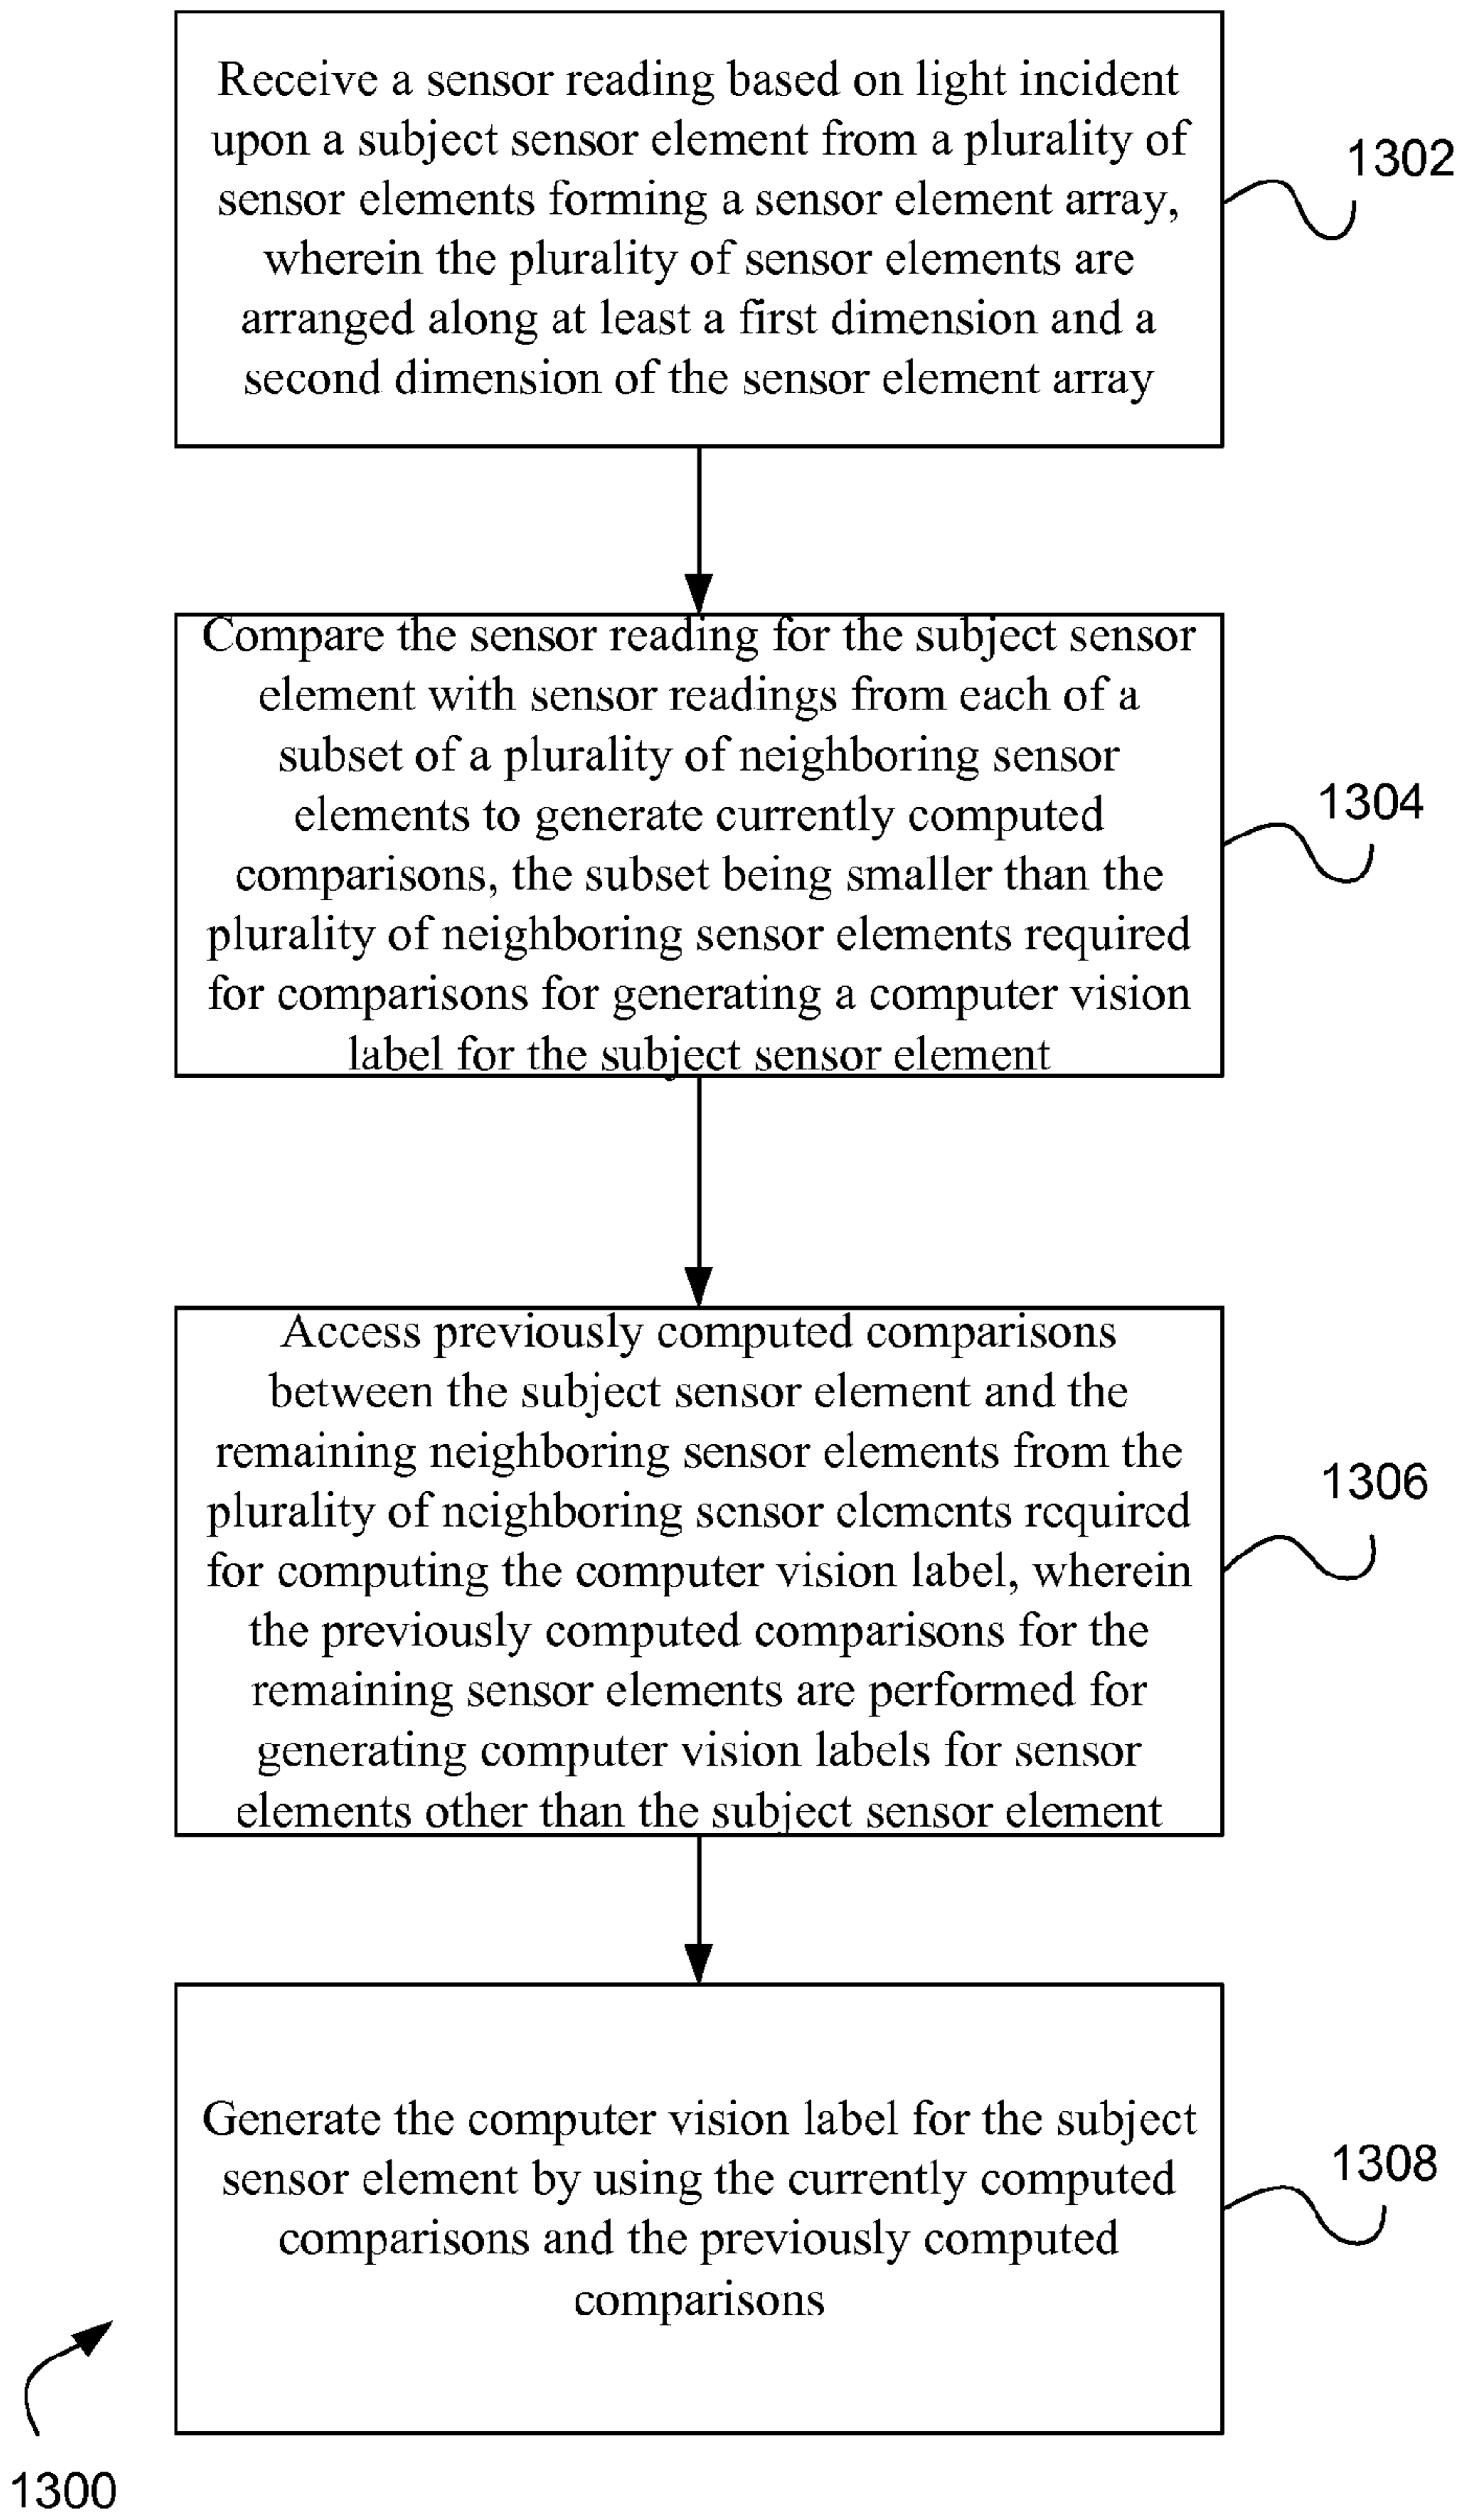 Receive a sensor reading based on light incident
upon a subject sensor element from a plurality of
sensor elements forming a sensor element array,
wherein the plurality of sensor elements are
arranged along at least a first dimension and a
second dimension of the sensor element array
1302
Compare the sensor reading for the subject sensor
element with sensor readings from each of a
subset of a plurality of neighboring sensor
elements to generate currently computed
comparisons, the subset being smaller than the
plurality of neighboring sensor elements required
for comparisons for generating a computer vision
label for the subject sensor element
1304
Access previously computed comparisons
between the subject sensor element and the
remaining neighboring sensor elements from the
plurality of neighboring sensor elements required
for computing the computer vision label, wherein
the previously computed comparisons for the
remaining sensor elements are performed for
generating computer vision labels for sensor
elements other than the subject sensor element
1306
Generate the computer vision label for the subject
sensor element by using the currently computed
comparisons and the previously computed
comparisons
1308
1300